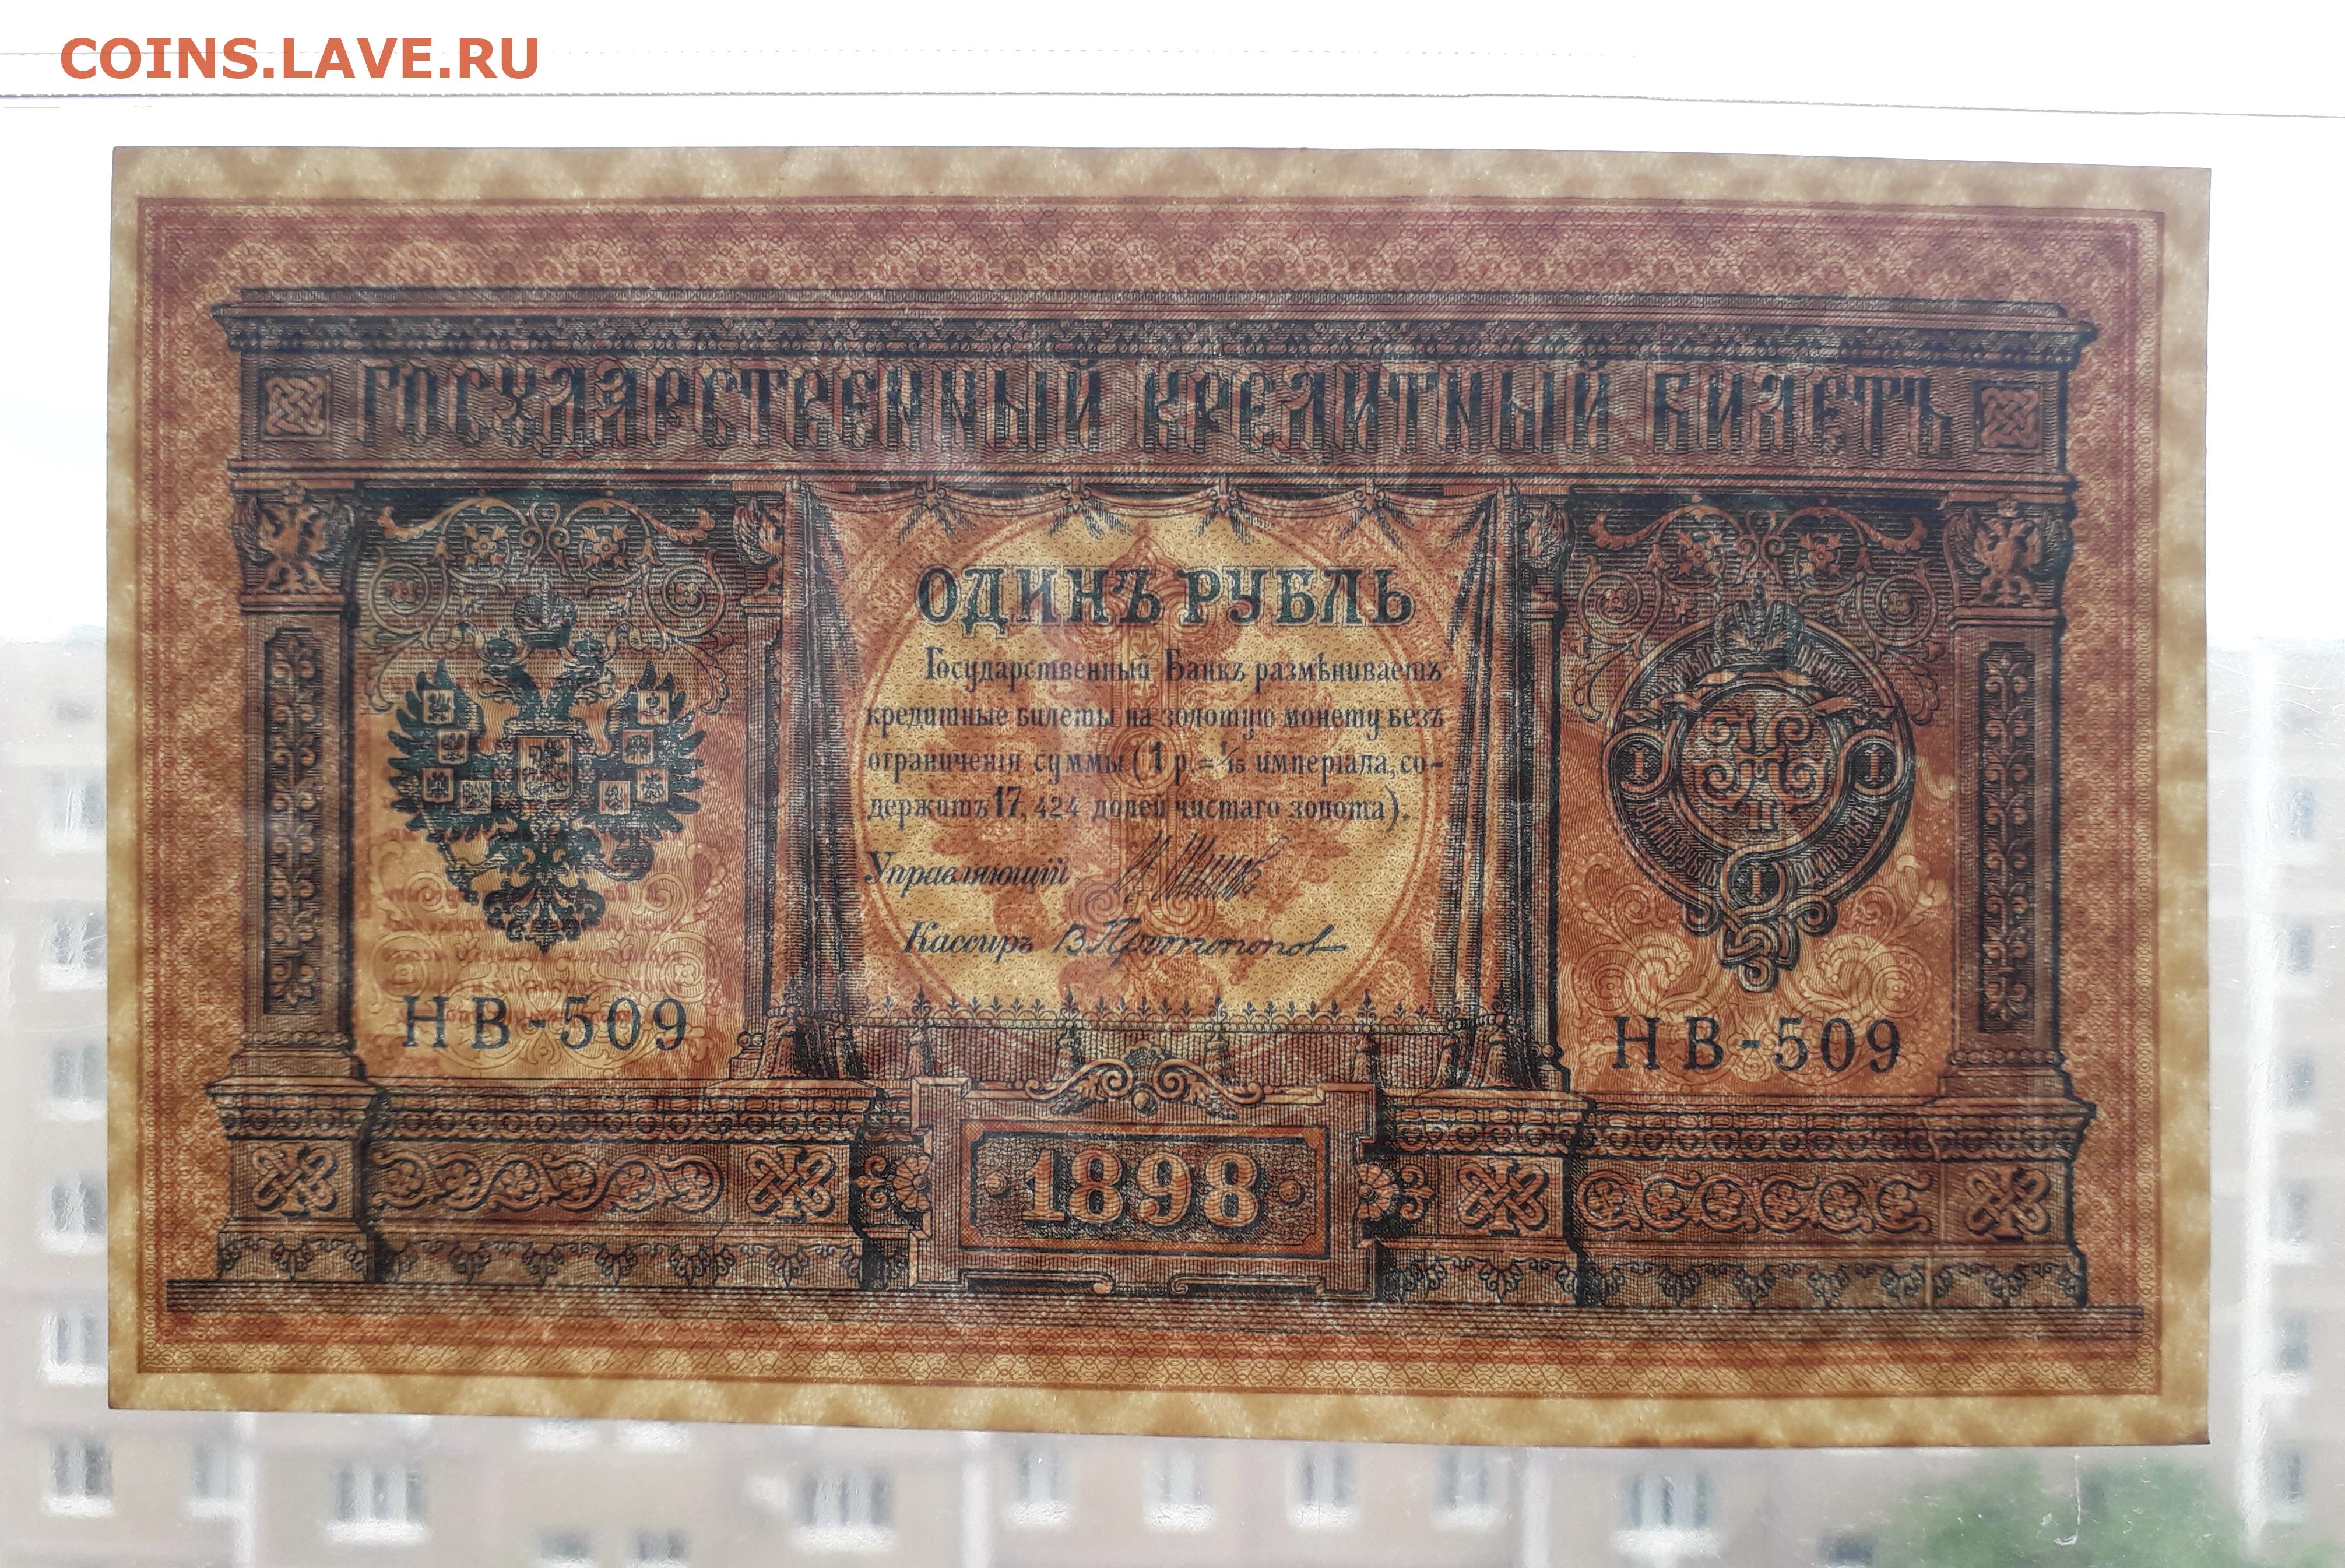 COINS.LAVE.RU
ГОСУДАРСТВЕННЫЙ КРЕДИТНЫЙ БИЛЕТЪ
ОДИНЪ РУБЛЬ
Государственный Банкъ размѣниваетъ
кредитные билеты на золотую монету безъ
ограниченія суммы (1 р. = 1/15 имперіала, со-
держитъ 17,424 долей чистаго золота).
Управляющій
Кассиръ В. Протопопов
НВ-509
НВ-509
1898